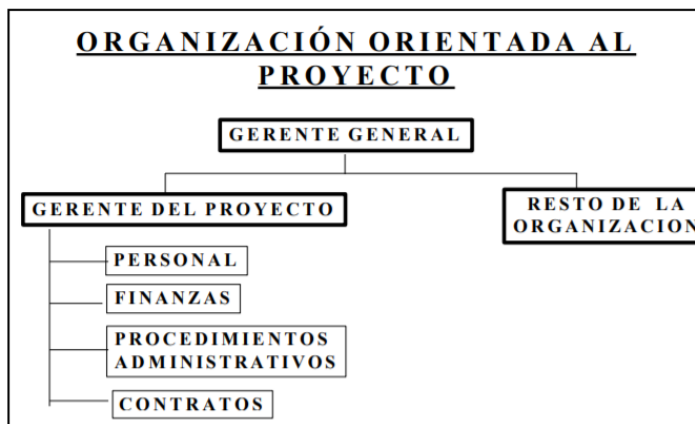 ORGANIZACIÓN ORIENTADA AL
PROYECTO
GERENTE GENERAL
GERENTE DEL PROYECTO
RESTO DE LA
ORGANIZACION
PERSONAL
FINANZAS
PROCEDIMIENTOS
ADMINISTRATIVOS
CONTRATOS